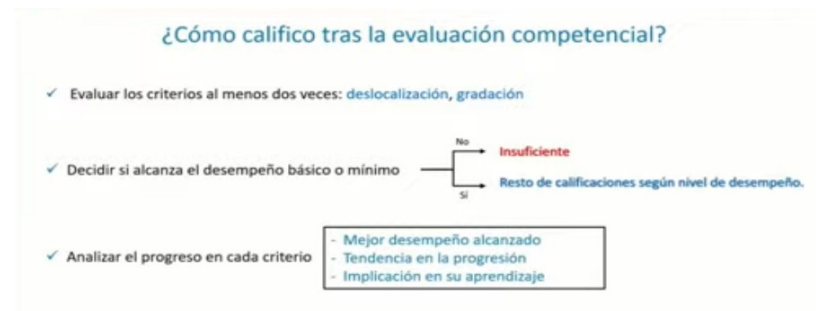 ¿Cómo califico tras la evaluación competencial?
✓ Evaluar los criterios al menos dos veces: deslocalización, gradación
No
Insuficiente
✓ Decidir si alcanza el desempeño básico o mínimo
Resto de calificaciones según nivel de desempeño.
Si
- Mejor desempeño alcanzado
✓ Analizar el progreso en cada criterio - Tendencia en la progresión
- Implicación en su aprendizaje